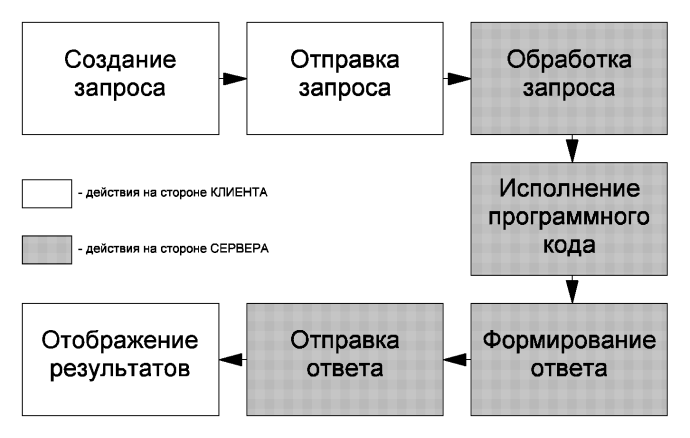 Создание
запроса
Отправка
запроса
Обработка
запроса
- действия на стороне КЛИЕНТА
- действия на стороне СЕРВЕРА
Исполнение
программного
кода
Отображение
результатов
Отправка
ответа
Формирование
ответа